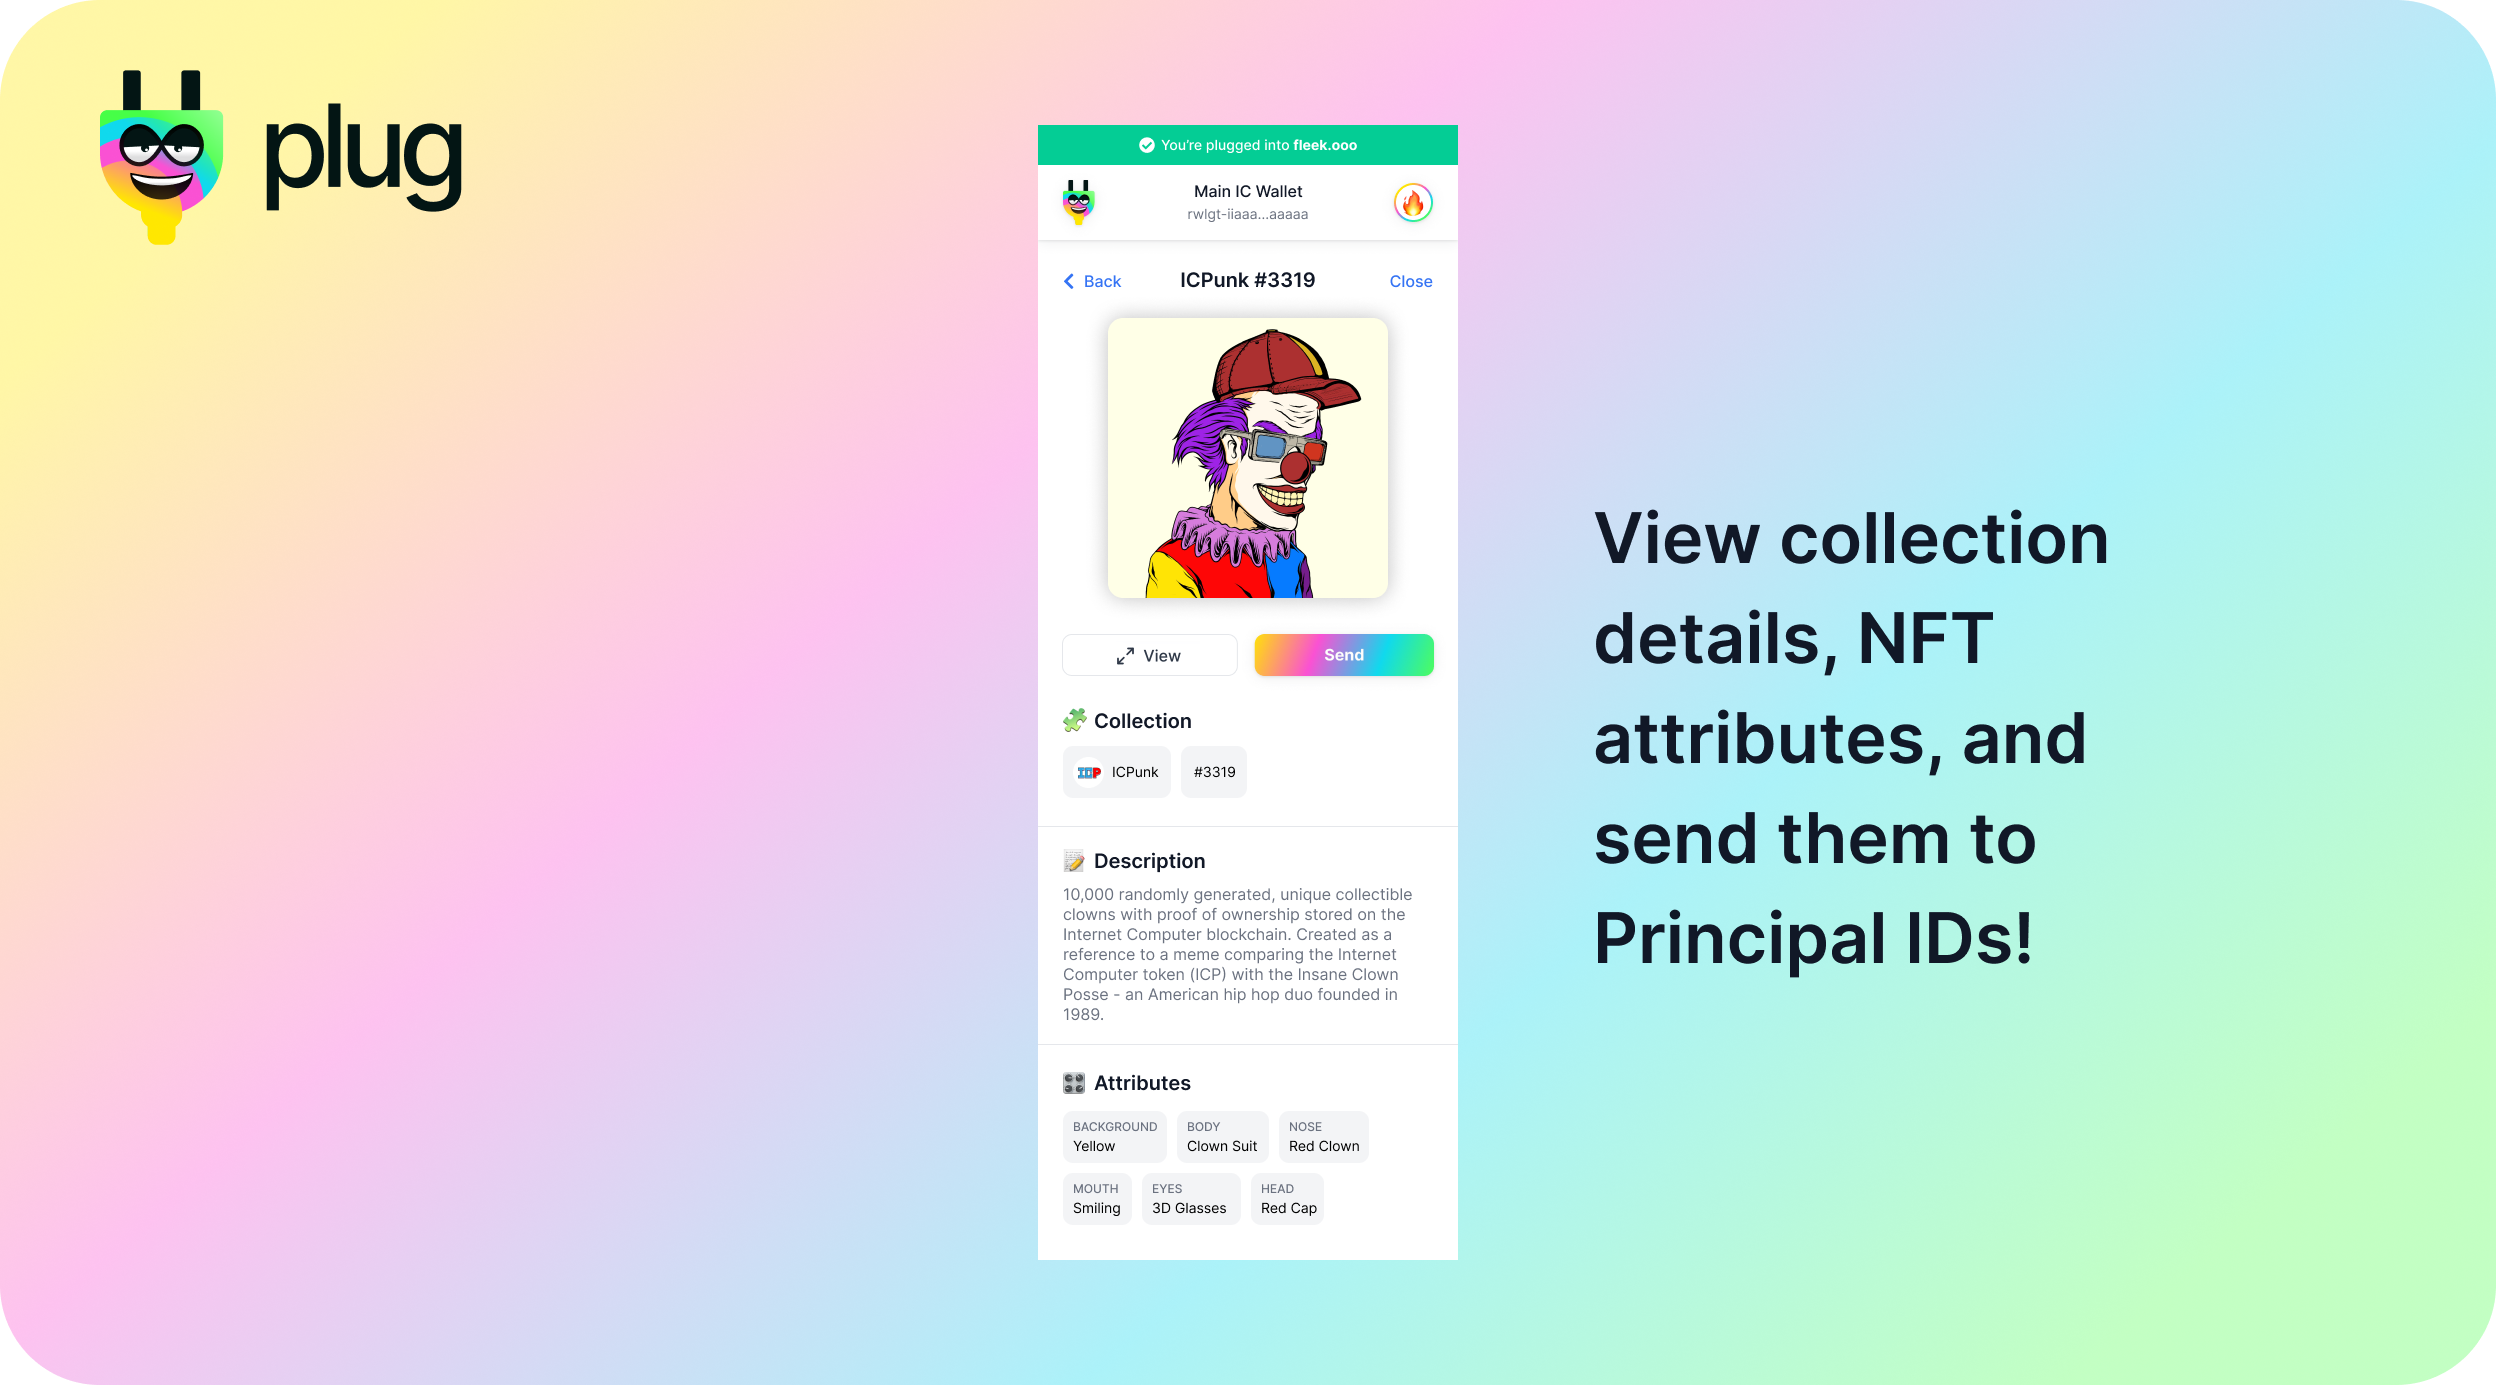 plug
You're plugged into fleek.ooo
Main IC Wallet
rwlgt-iiaaa...aaaaa
Back
ICPunk #3319
Close
View
Send
Collection
ICP
ICPunk
#3319
Description
10,000 randomly generated, unique collectible
clowns with proof of ownership stored on the
Internet Computer blockchain. Created as a
reference to a meme comparing the Internet
Computer token (ICP) with the Insane Clown
Posse - an American hip hop duo founded in
1989.
Attributes
BACKGROUND
Yellow
BODY
Clown Suit
NOSE
Red Clown
MOUTH
Smiling
EYES
3D Glasses
HEAD
Red Cap
View collection
details, NFT
attributes, and
send them to
Principal IDs!